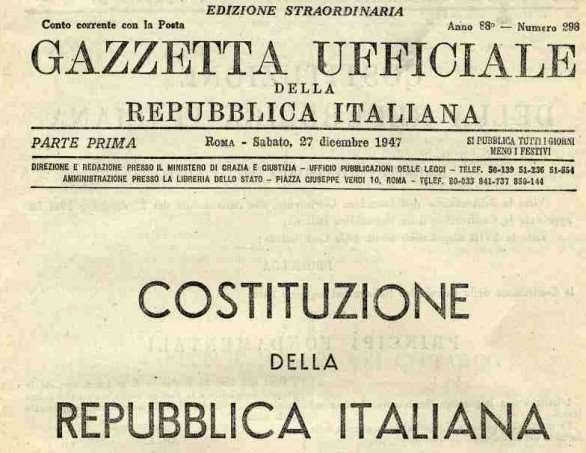 EDIZIONE STRAORDINARIA
Conto corrente con la Posta
Anno 88° — Numero 298
GAZZETTA UFFICIALE
DELLA
REPUBBLICA ITALIANA
PARTE PRIMA
ROMA - Sabato, 27 dicembre 1947
SI PUBBLICA TUTTI I GIORNI
MENO I FESTIVI
DIREZIONE E REDAZIONE PRESSO IL MINISTERO DI GRAZIA E GIUSTIZIA — UFFICIO PUBBLICAZIONI DELLE LEGGI — TELEF. 50-139 51-236 51-554
AMMINISTRAZIONE PRESSO LA LIBRERIA DELLO STATO — PIAZZA GIUSEPPE VERDI 10, ROMA — TELEF. 841-737 850-144
COSTITUZIONE
DELLA
REPUBBLICA ITALIANA